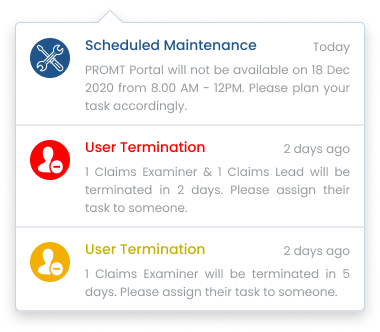 Scheduled Maintenance Today
PROMT Portal will not be available on 18 Dec
2020 from 8.00 AM - 12PM. Please plan your
task accordingly.
User Termination 2 days ago
1 Claims Examiner & 1 Claims Lead will be
terminated in 2 days. Please assign their
task to someone.
User Termination 2 days ago
1 Claims Examiner will be terminated in 5
days. Please assign their task to someone.